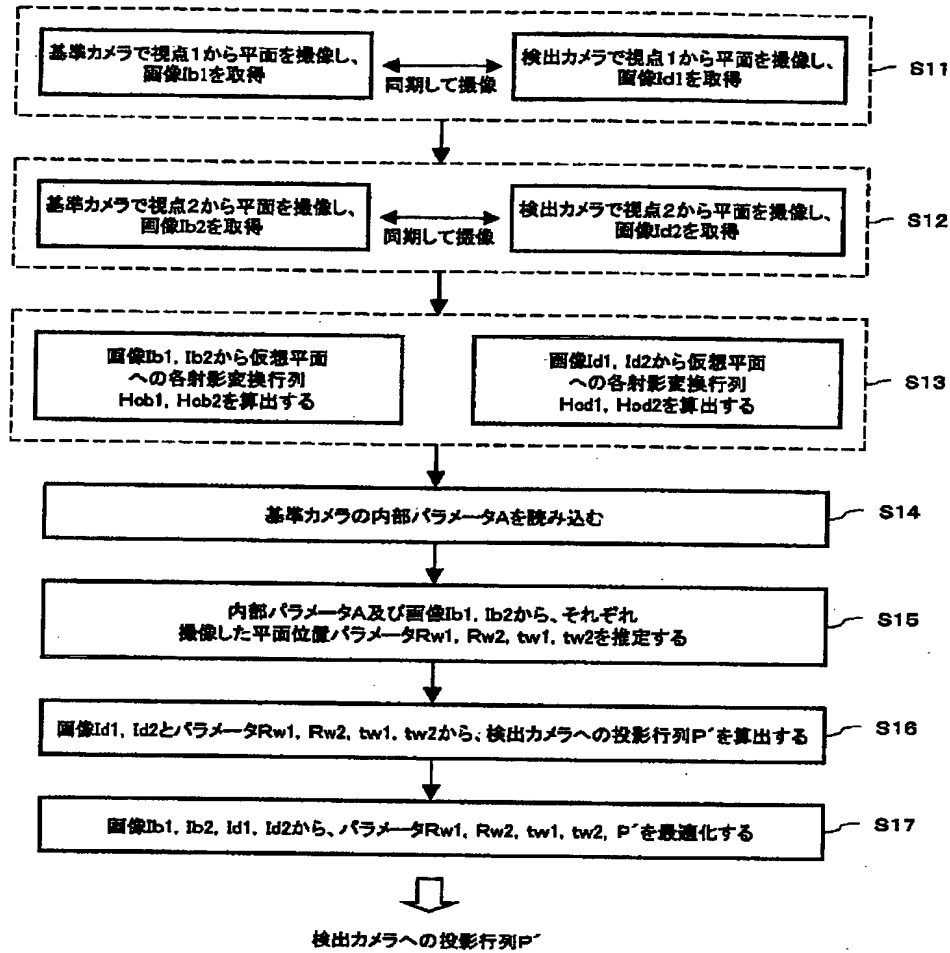 基準カメラで視点1から平面を撮像し、
画像Ib1を取得
同期して撮像
検出カメラで視点1から平面を撮像し、
画像Id1を取得
S11
基準カメラで視点2から平面を撮像し、
画像Ib2を取得
同期して撮像
検出カメラで視点2から平面を撮像し、
画像Id2を取得
S12
画像Ib1, Ib2から仮想平面
への各射影変換行列
Hob1, Hob2を算出する
画像Id1, Id2から仮想平面
への各射影変換行列
Hod1, Hod2を算出する
S13
基準カメラの内部パラメータAを読み込む
S14
内部パラメータA及び画像Ib1, Ib2から、それぞれ
撮像した平面位置パラメータRw1, Rw2, tw1, tw2を推定する
S15
画像Id1, Id2とパラメータRw1, Rw2, tw1, tw2から、検出カメラへの投影行列P´を算出する
S16
画像Ib1, Ib2, Id1, Id2から、パラメータRw1, Rw2, tw1, tw2, P´を最適化する
S17
検出カメラへの投影行列P´